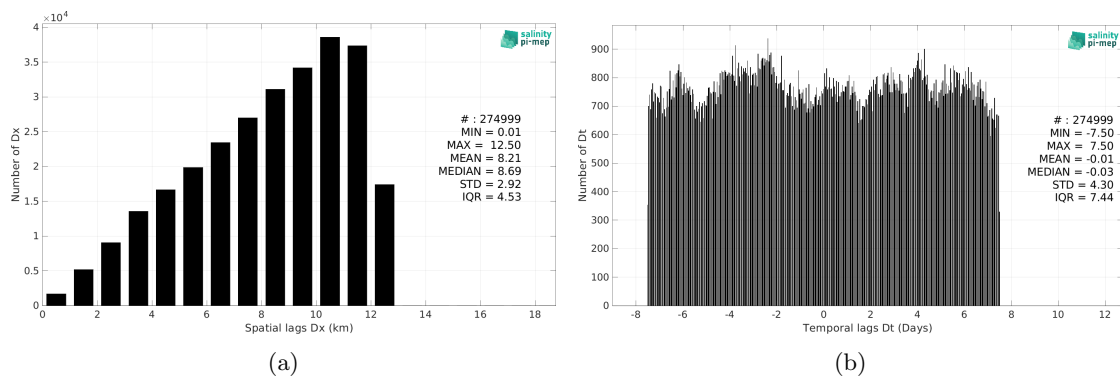 ×10⁴
4
3.5
3
2.5
2
1.5
1
0.5
0
Number of Dx
salinity
pi-mep
# : 274999
MIN = 0.01
MAX = 12.50
MEAN = 8.21
MEDIAN = 8.69
STD = 2.92
IQR = 4.53
0 2 4 6 8 10 12 14 16 18
Spatial lags Dx (km)
(a)
900
800
700
600
500
400
300
200
100
0
Number of Dt
salinity
pi-mep
# : 274999
MIN = -7.50
MAX = 7.50
MEAN = -0.01
MEDIAN = -0.03
STD = 4.30
IQR = 7.44
-8 -6 -4 -2 0 2 4 6 8 10 12
Temporal lags Dt (Days)
(b)